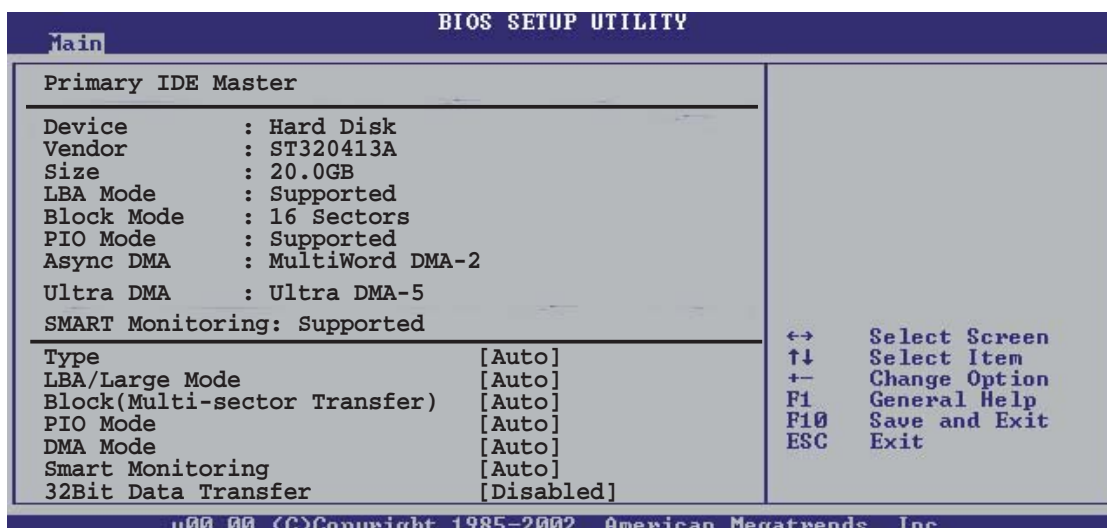 BIOS SETUP UTILITY
Main
Primary IDE Master
Device : Hard Disk
Vendor : ST320413A
Size : 20.0GB
LBA Mode : Supported
Block Mode : 16 Sectors
PIO Mode : Supported
Async DMA : MultiWord DMA-2
Ultra DMA : Ultra DMA-5
SMART Monitoring: Supported
Type [Auto]
LBA/Large Mode [Auto]
Block(Multi-sector Transfer) [Auto]
PIO Mode [Auto]
DMA Mode [Auto]
Smart Monitoring [Auto]
32Bit Data Transfer [Disabled]
←→ Select Screen
↑↓ Select Item
+- Change Option
F1 General Help
F10 Save and Exit
ESC Exit
v00.00 (C)Copyright 1985-2002, American Megatrends, Inc.